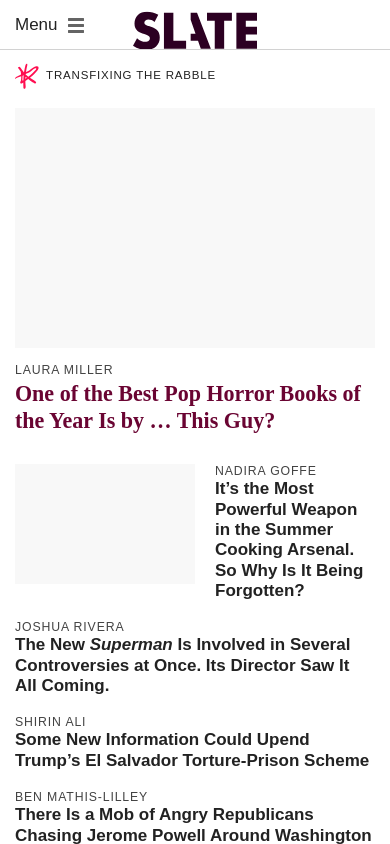 Menu
SLATE
TRANSFIXING THE RABBLE
LAURA MILLER
One of the Best Pop Horror Books of
the Year Is by … This Guy?
NADIRA GOFFE
It’s the Most
Powerful Weapon
in the Summer
Cooking Arsenal.
So Why Is It Being
Forgotten?
JOSHUA RIVERA
The New Superman Is Involved in Several
Controversies at Once. Its Director Saw It
All Coming.
SHIRIN ALI
Some New Information Could Upend
Trump’s El Salvador Torture-Prison Scheme
BEN MATHIS-LILLEY
There Is a Mob of Angry Republicans
Chasing Jerome Powell Around Washington